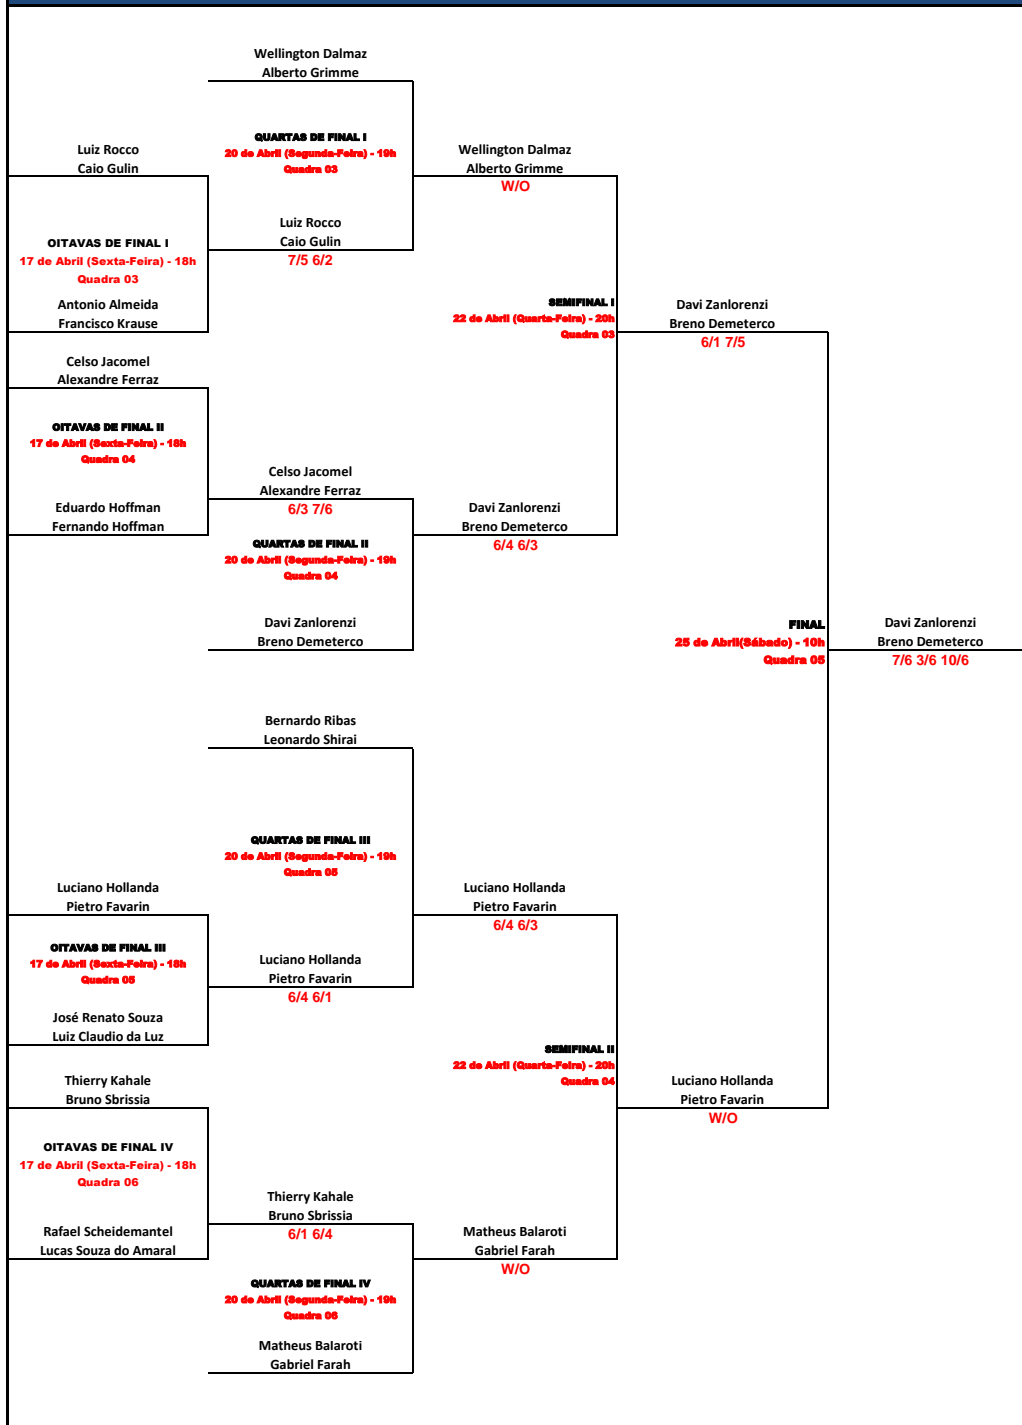 Wellington Dalmaz
Alberto Grimme
QUARTAS DE FINAL I
20 de Abril (Segunda-Feira) - 19h
Quadra 03
Luiz Rocco
Caio Gulin
Wellington Dalmaz
Alberto Grimme
W/O
Luiz Rocco
Caio Gulin
7/5 6/2
OITAVAS DE FINAL I
17 de Abril (Sexta-Feira) - 18h
Quadra 03
Antonio Almeida
Francisco Krause
SEMIFINAL I
22 de Abril (Quarta-Feira) - 20h
Quadra 03
Davi Zanlorenzi
Breno Demeterco
6/1 7/5
Celso Jacomel
Alexandre Ferraz
OITAVAS DE FINAL II
17 de Abril (Sexta-Feira) - 18h
Quadra 04
Celso Jacomel
Alexandre Ferraz
6/3 7/6
Eduardo Hoffman
Fernando Hoffman
Davi Zanlorenzi
Breno Demeterco
6/4 6/3
QUARTAS DE FINAL II
20 de Abril (Segunda-Feira) - 19h
Quadra 04
Davi Zanlorenzi
Breno Demeterco
FINAL
25 de Abril(Sábado) - 10h
Quadra 05
Davi Zanlorenzi
Breno Demeterco
7/6 3/6 10/6
Bernardo Ribas
Leonardo Shirai
QUARTAS DE FINAL III
20 de Abril (Segunda-Feira) - 19h
Quadra 05
Luciano Hollanda
Pietro Favarin
Luciano Hollanda
Pietro Favarin
6/4 6/3
OITAVAS DE FINAL III
17 de Abril (Sexta-Feira) - 18h
Quadra 05
Luciano Hollanda
Pietro Favarin
6/4 6/1
José Renato Souza
Luiz Claudio da Luz
SEMIFINAL II
22 de Abril (Quarta-Feira) - 20h
Quadra 04
Thierry Kahale
Bruno Sbrissia
Luciano Hollanda
Pietro Favarin
W/O
OITAVAS DE FINAL IV
17 de Abril (Sexta-Feira) - 18h
Quadra 06
Thierry Kahale
Bruno Sbrissia
6/1 6/4
Rafael Scheidemantel
Lucas Souza do Amaral
Matheus Balaroti
Gabriel Farah
W/O
QUARTAS DE FINAL IV
20 de Abril (Segunda-Feira) - 19h
Quadra 06
Matheus Balaroti
Gabriel Farah